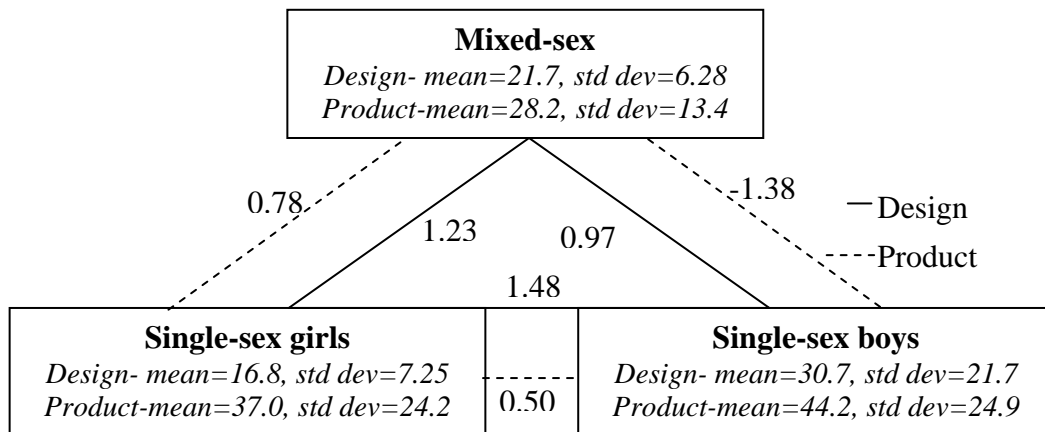 Mixed-sex
Design- mean=21.7, std dev=6.28
Product-mean=28.2, std dev=13.4
0.78
1.23
0.97
-1.38
Design
Product
1.48
Single-sex girls
Design- mean=16.8, std dev=7.25
Product-mean=37.0, std dev=24.2
0.50
Single-sex boys
Design- mean=30.7, std dev=21.7
Product-mean=44.2, std dev=24.9